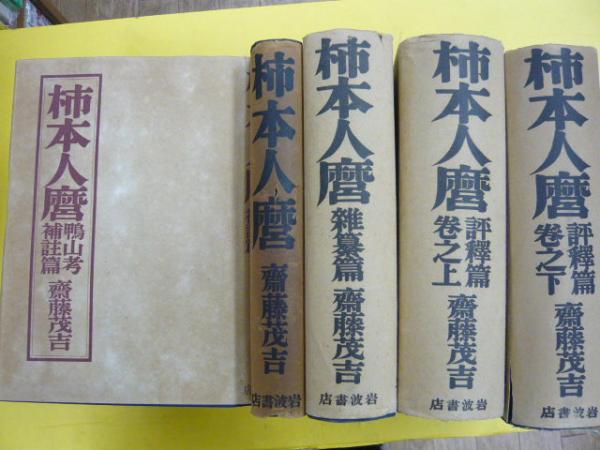 柿本人麿
鴨山考
補註篇
齋藤茂吉
柿本人麿
齋藤茂吉
岩波書店
柿本人麿
雜纂篇
齋藤茂吉
岩波書店
柿本人麿
評釋篇
卷之上
齋藤茂吉
岩波書店
柿本人麿
評釋篇
卷之下
齋藤茂吉
岩波書店